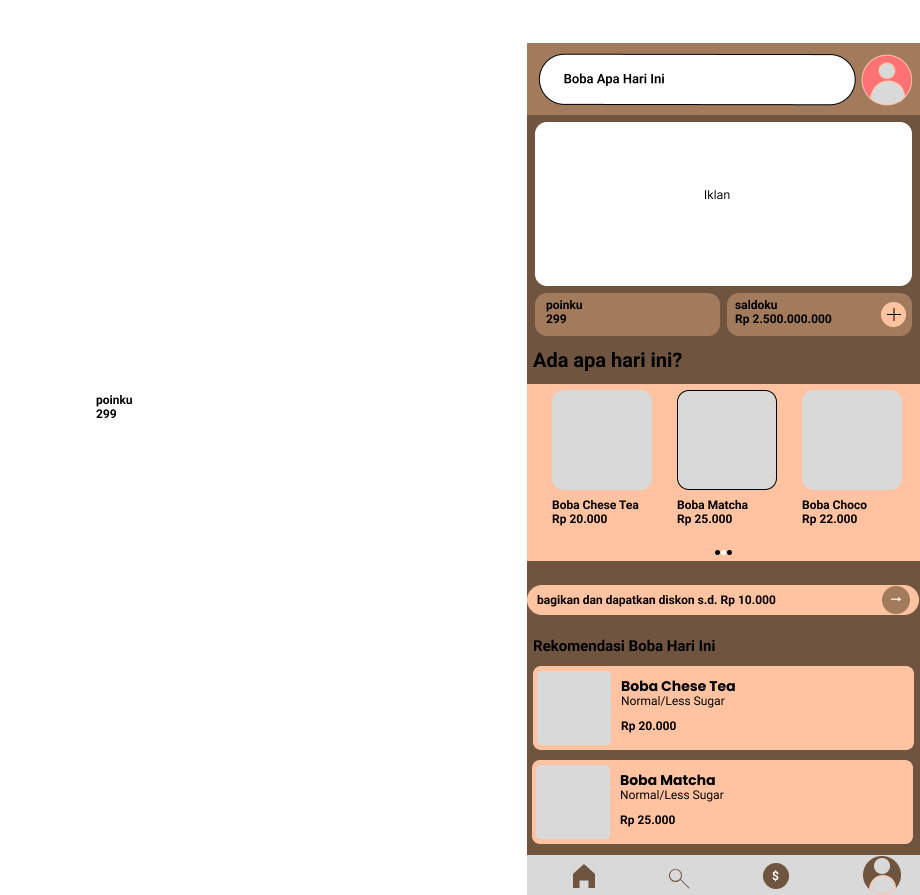 Boba Apa Hari Ini
Iklan
poinku
299
saldoku
Rp 2.500.000.000
Ada apa hari ini?
poinku
299
Boba Chese Tea
Rp 20.000
Boba Matcha
Rp 25.000
Boba Choco
Rp 22.000
bagikan dan dapatkan diskon s.d. Rp 10.000
→
Rekomendasi Boba Hari Ini
Boba Chese Tea
Normal/Less Sugar
Rp 20.000
Boba Matcha
Normal/Less Sugar
Rp 25.000
$